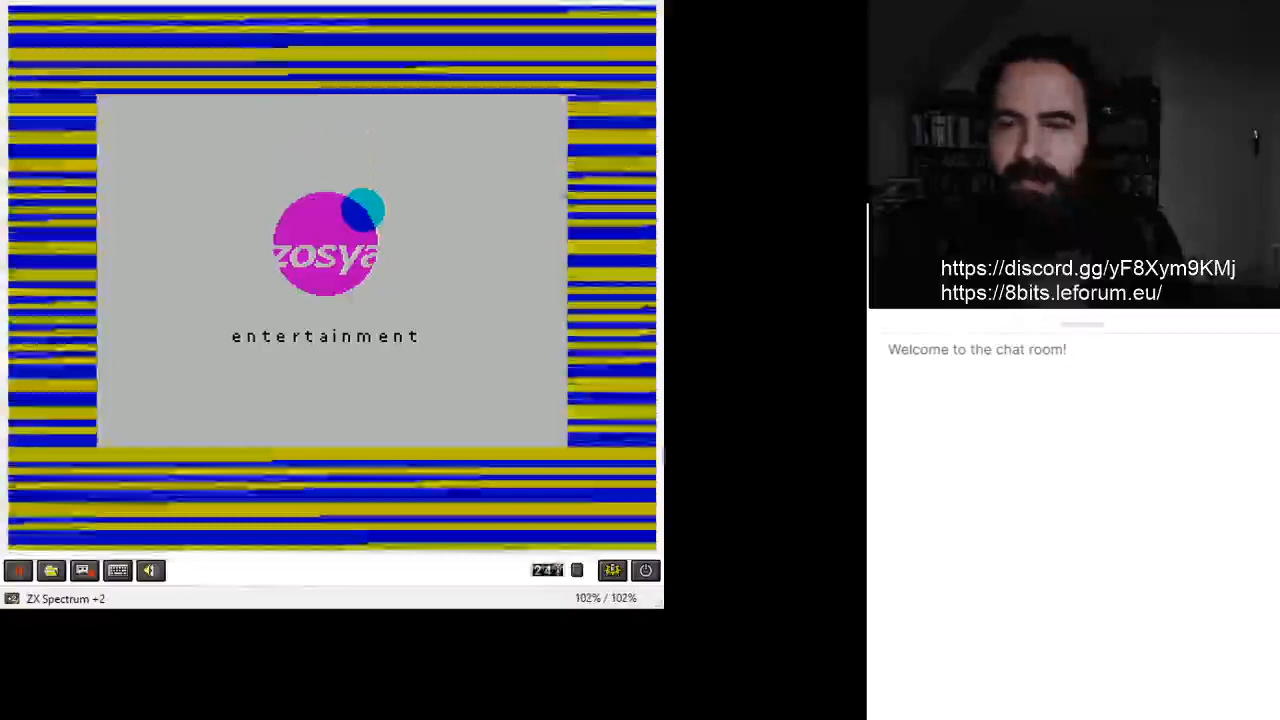 zosya
entertainment
ZX Spectrum +2
102% / 102%
https://discord.gg/yF8Xym9KMj
https://8bits.leforum.eu/
Welcome to the chat room!